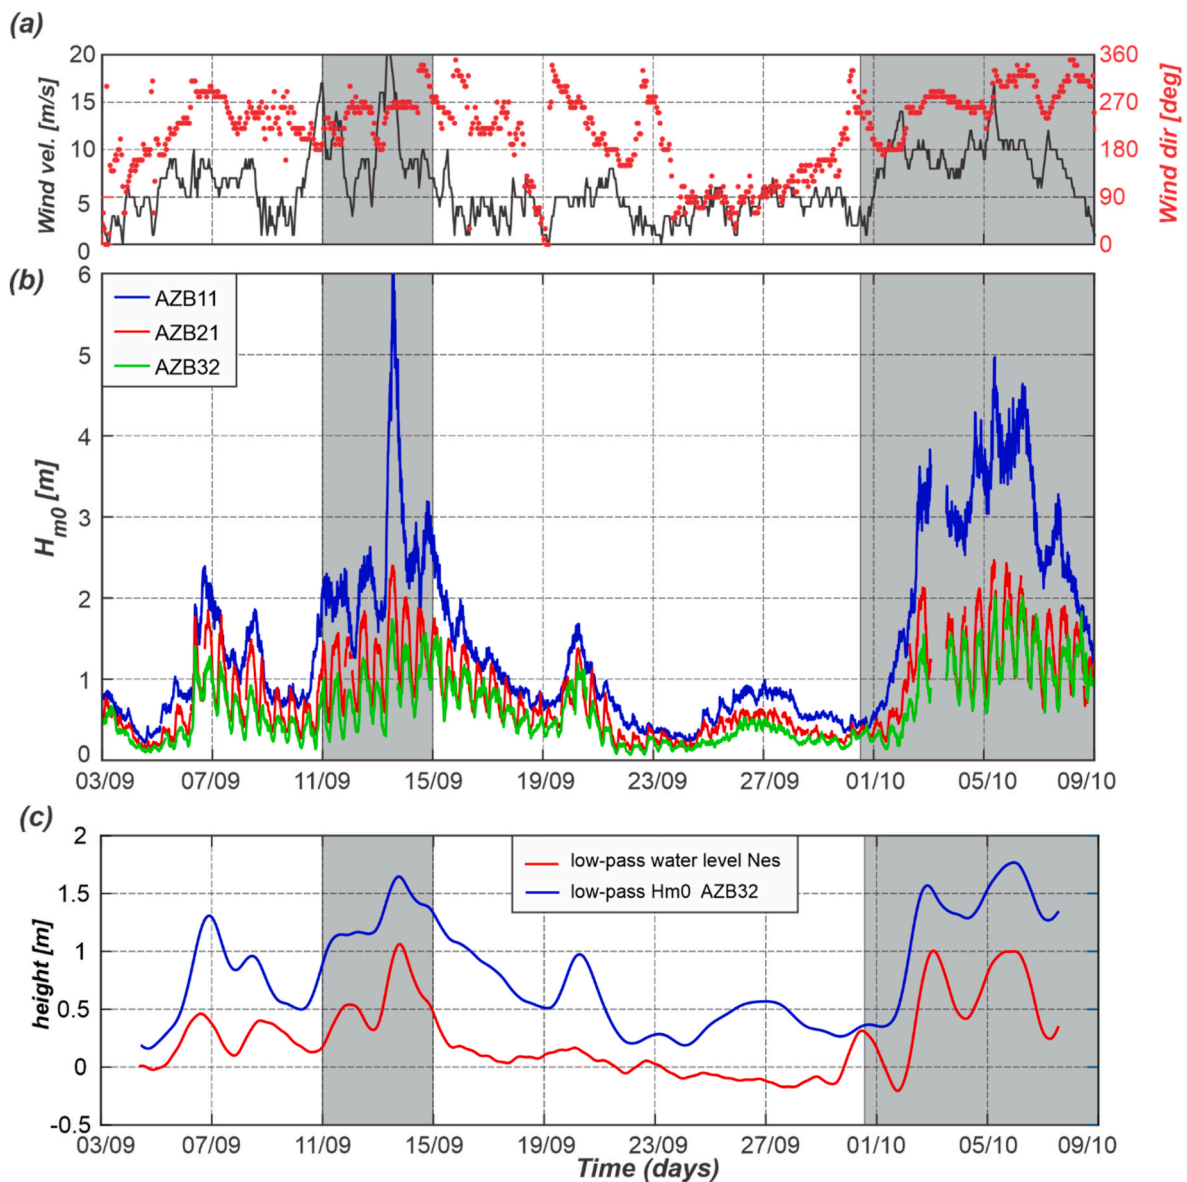 (a)
Wind vel. [m/s]
20
15
10
5
0
360
270
180
90
0
Wind dir [deg]
(b)
H_m0 [m]
6
5
4
3
2
1
0
AZB11
AZB21
AZB32
03/09 07/09 11/09 15/09 19/09 23/09 27/09 01/10 05/10 09/10
(c)
height [m]
2
1.5
1
0.5
0
-0.5
low-pass water level Nes
low-pass Hm0 AZB32
03/09 07/09 11/09 15/09 19/09 23/09 27/09 01/10 05/10 09/10
Time (days)